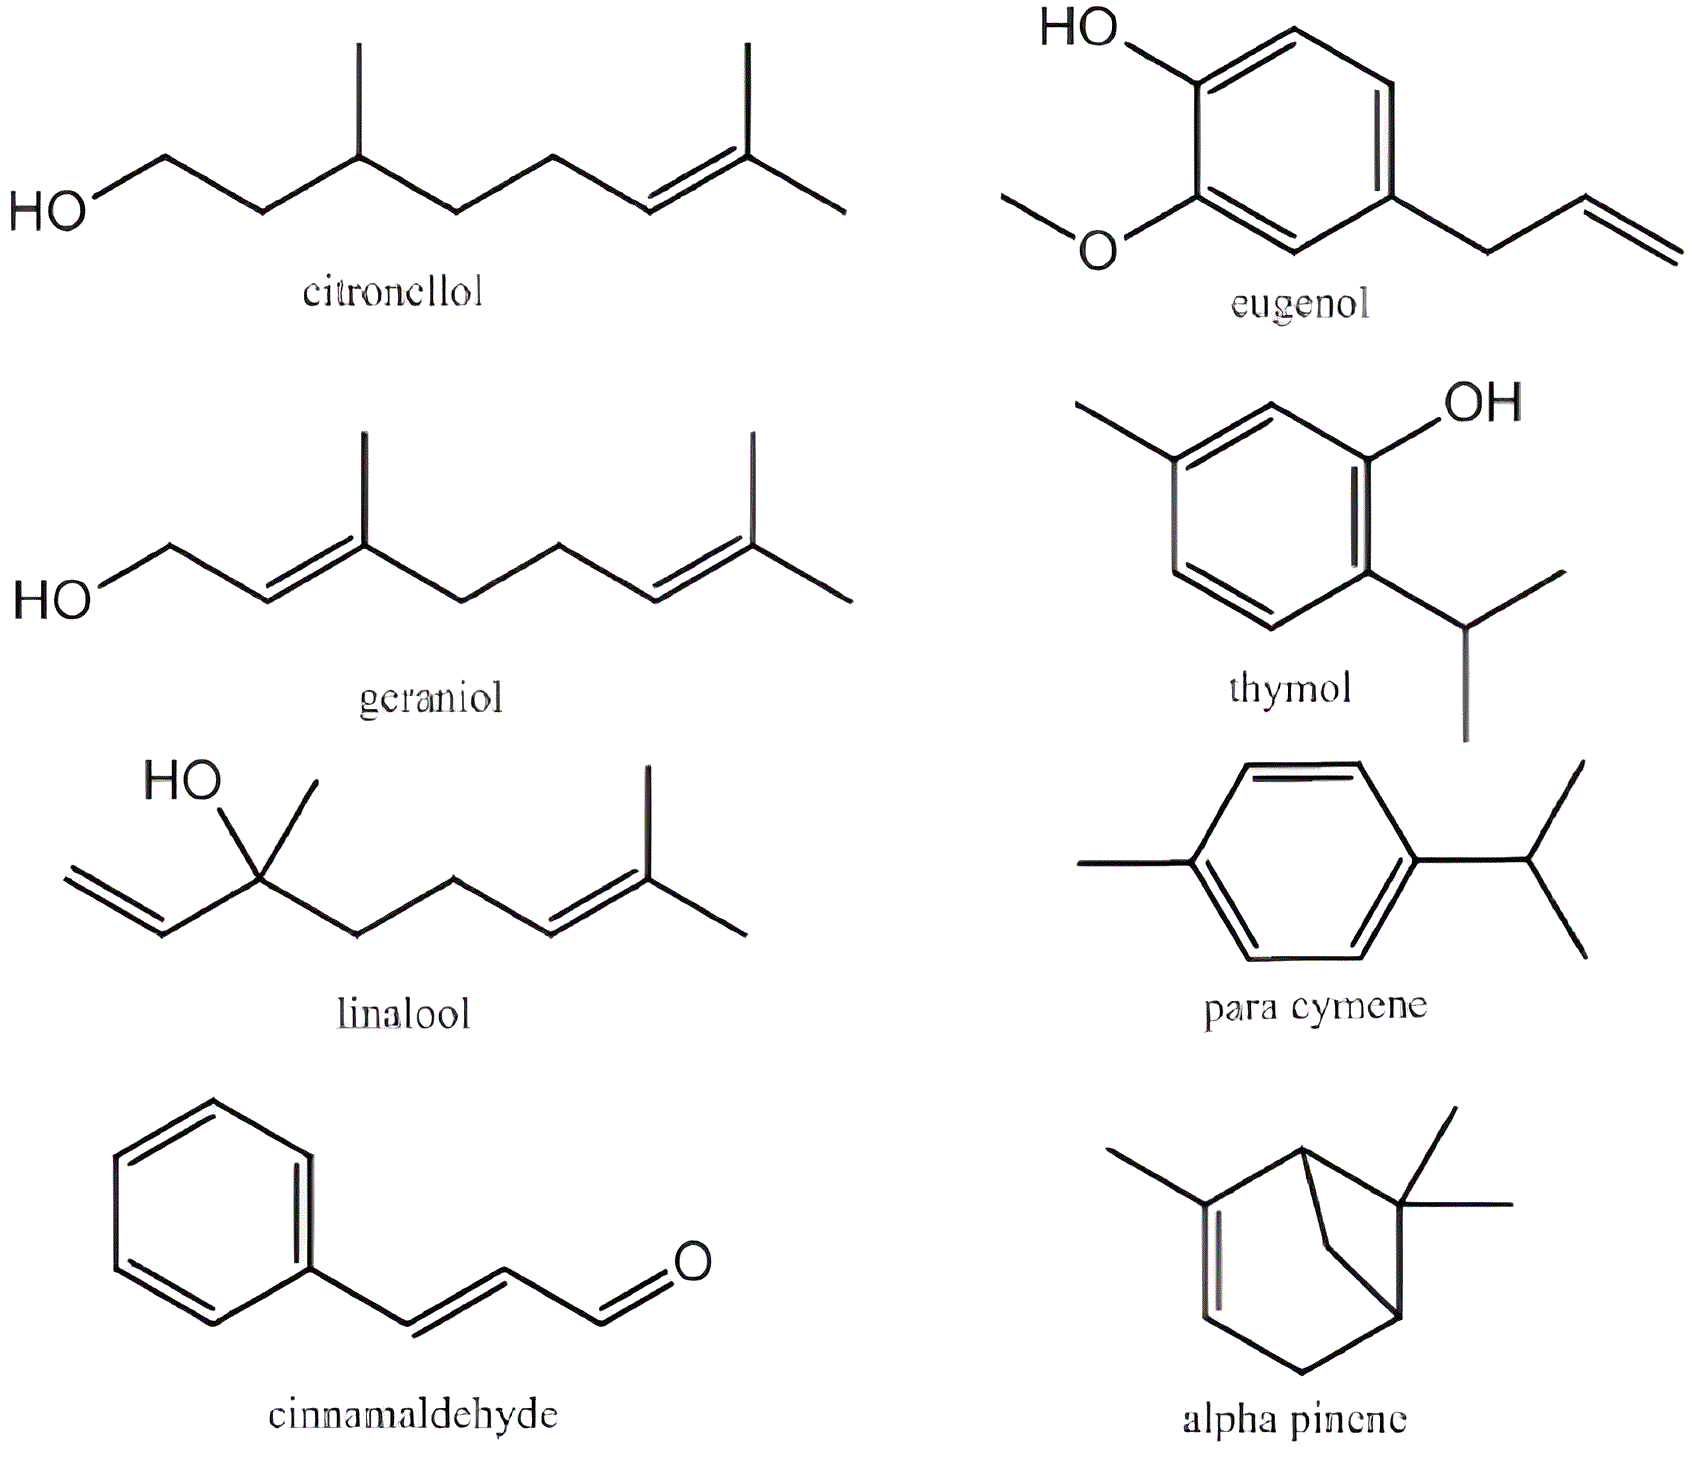 HO
citronellol
HO
O
eugenol
HO
geraniol
OH
thymol
HO
linalool
para cymene
O
cinnamaldehyde
alpha pinene